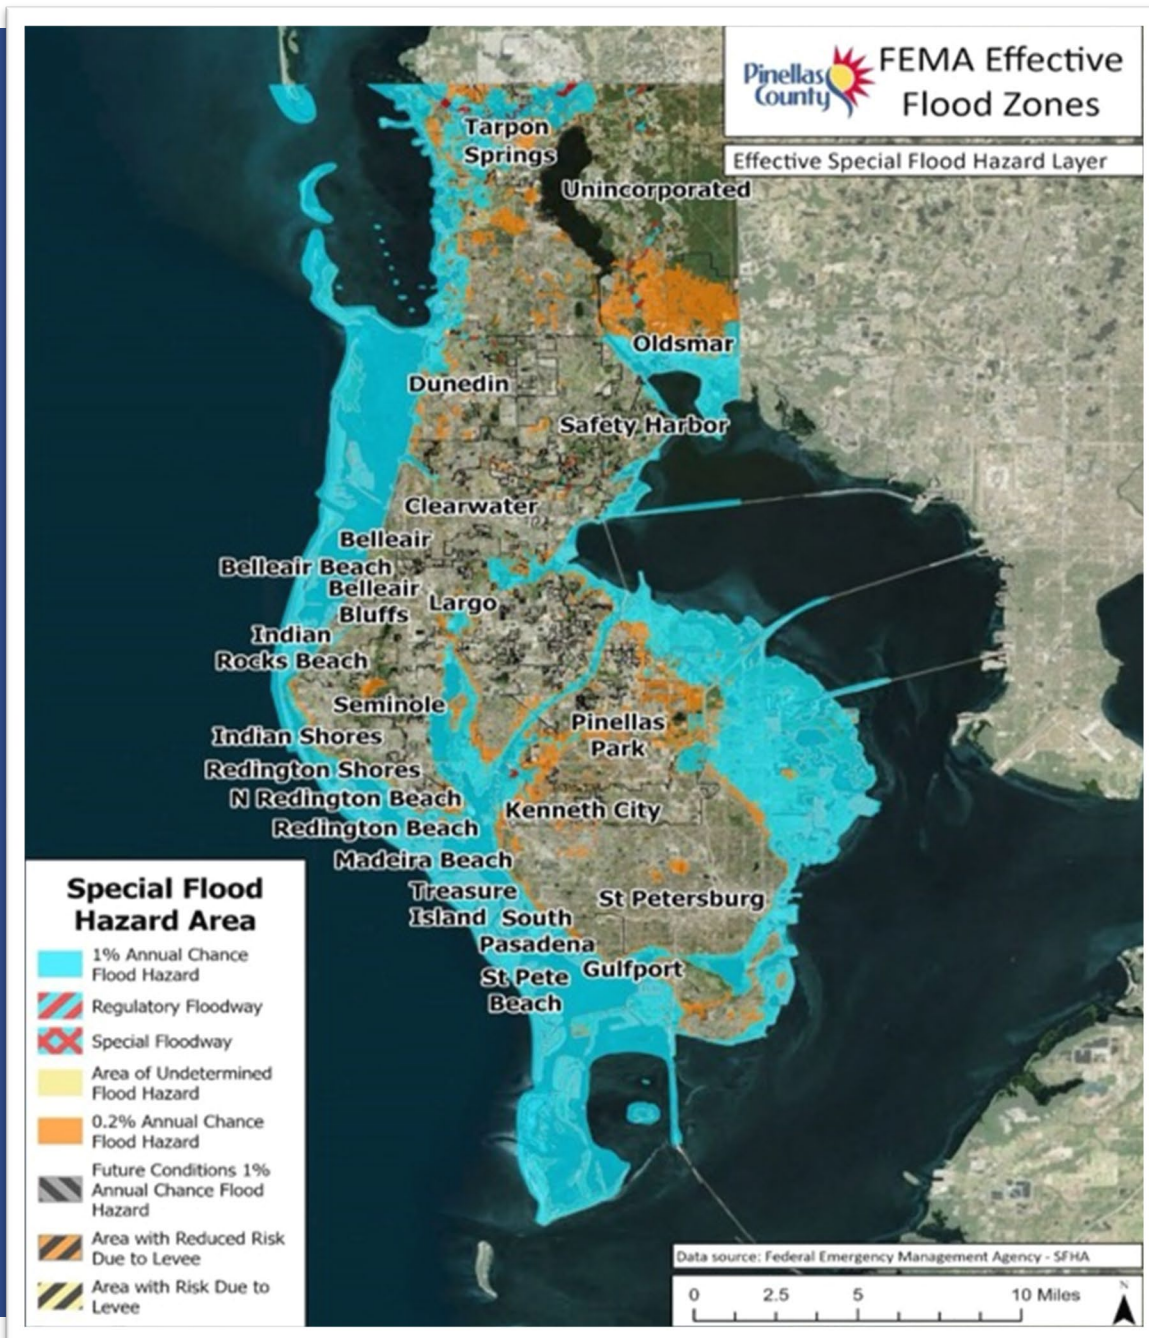 Pinellas
County
FEMA Effective
Flood Zones
Effective Special Flood Hazard Layer
Tarpon
Springs
Unincorporated
Oldsmar
Dunedin
Safety Harbor
Clearwater
Belleair
Belleair Beach
Belleair
Bluffs
Largo
Indian
Rocks Beach
Seminole
Pinellas
Park
Indian Shores
Redington Shores
N Redington Beach
Kenneth City
Redington Beach
Madeira Beach
Treasure
Island South
Pasadena
St Petersburg
St Pete
Beach
Gulfport
Special Flood
Hazard Area
1% Annual Chance
Flood Hazard
Regulatory Floodway
Special Floodway
Area of Undetermined
Flood Hazard
0.2% Annual Chance
Flood Hazard
Future Conditions 1%
Annual Chance Flood
Hazard
Area with Reduced Risk
Due to Levee
Area with Risk Due to
Levee
Data source: Federal Emergency Management Agency - SFHA
0 2.5 5 10 Miles
N